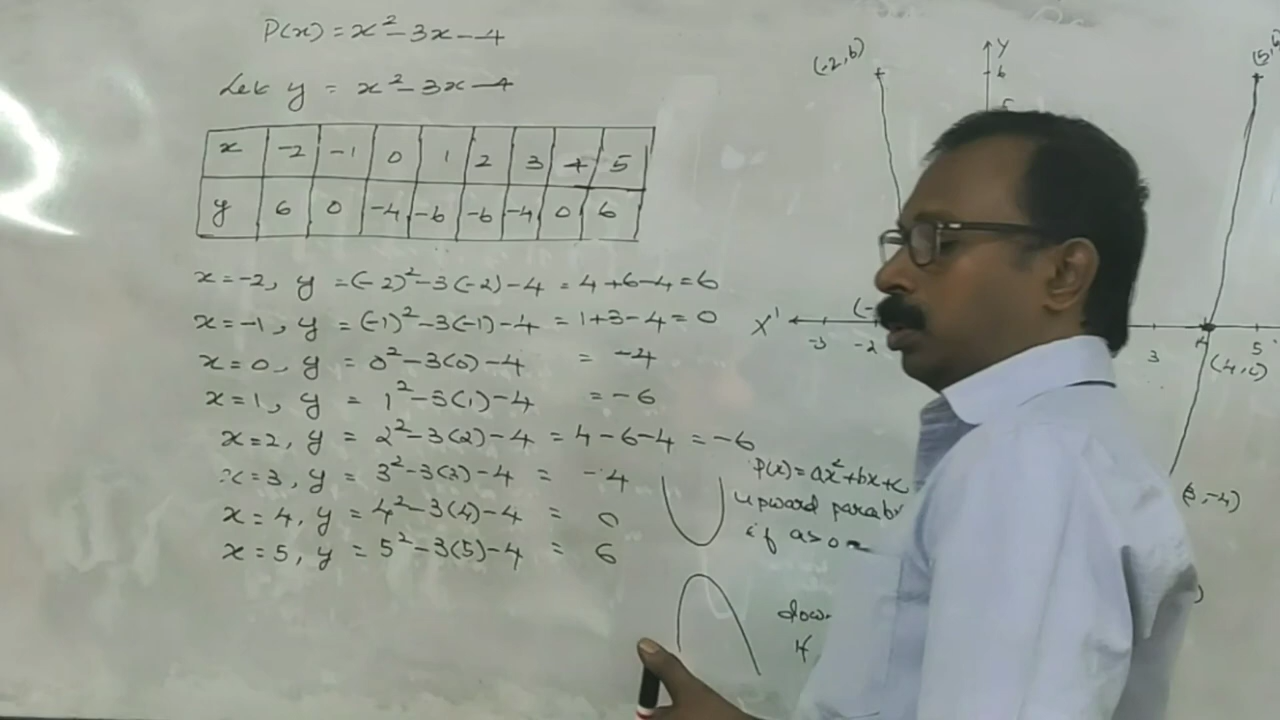 P(x) = x² - 3x - 4
Let y = x² - 3x - 4
x -2 -1 0 1 2 3 4 5
y 6 0 -4 -6 -6 -4 0 6
x = -2, y = (-2)² - 3(-2) - 4 = 4 + 6 - 4 = 6
x = -1, y = (-1)² - 3(-1) - 4 = 1 + 3 - 4 = 0
x = 0, y = 0² - 3(0) - 4 = -4
x = 1, y = 1² - 3(1) - 4 = -6
x = 2, y = 2² - 3(2) - 4 = 4 - 6 - 4 = -6
x = 3, y = 3² - 3(3) - 4 = -4
x = 4, y = 4² - 3(4) - 4 = 0
x = 5, y = 5² - 3(5) - 4 = 6
P(x) = ax² + bx + c
upward parab
if a>0
dow
if
(-2,6)
Y
6
5
X'
-3 -2
3 4 5
(4,0)
(3,-4)